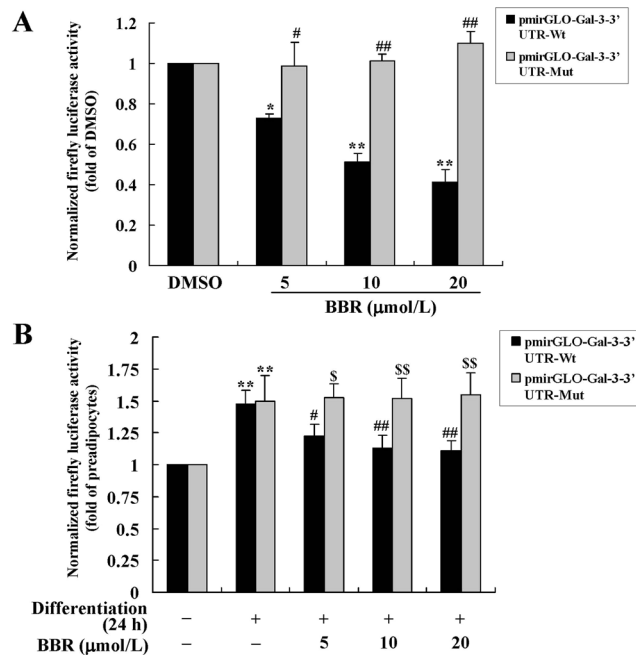 A
Normalized firefly luciferase activity
(fold of DMSO)
1.2
1
0.8
0.6
0.4
0.2
0
*
#
**
##
**
##
pmirGLO-Gal-3-3'
UTR-Wt
pmirGLO-Gal-3-3'
UTR-Mut
DMSO 5 10 20
BBR (μmol/L)
B
Normalized firefly luciferase activity
(fold of preadipocytes)
2
1.75
1.5
1.25
1
0.75
0.5
0.25
0
** **
#
$
##
$$
##
$$
pmirGLO-Gal-3-3'
UTR-Wt
pmirGLO-Gal-3-3'
UTR-Mut
Differentiation
(24 h)
− + + + +
BBR (μmol/L) − − 5 10 20